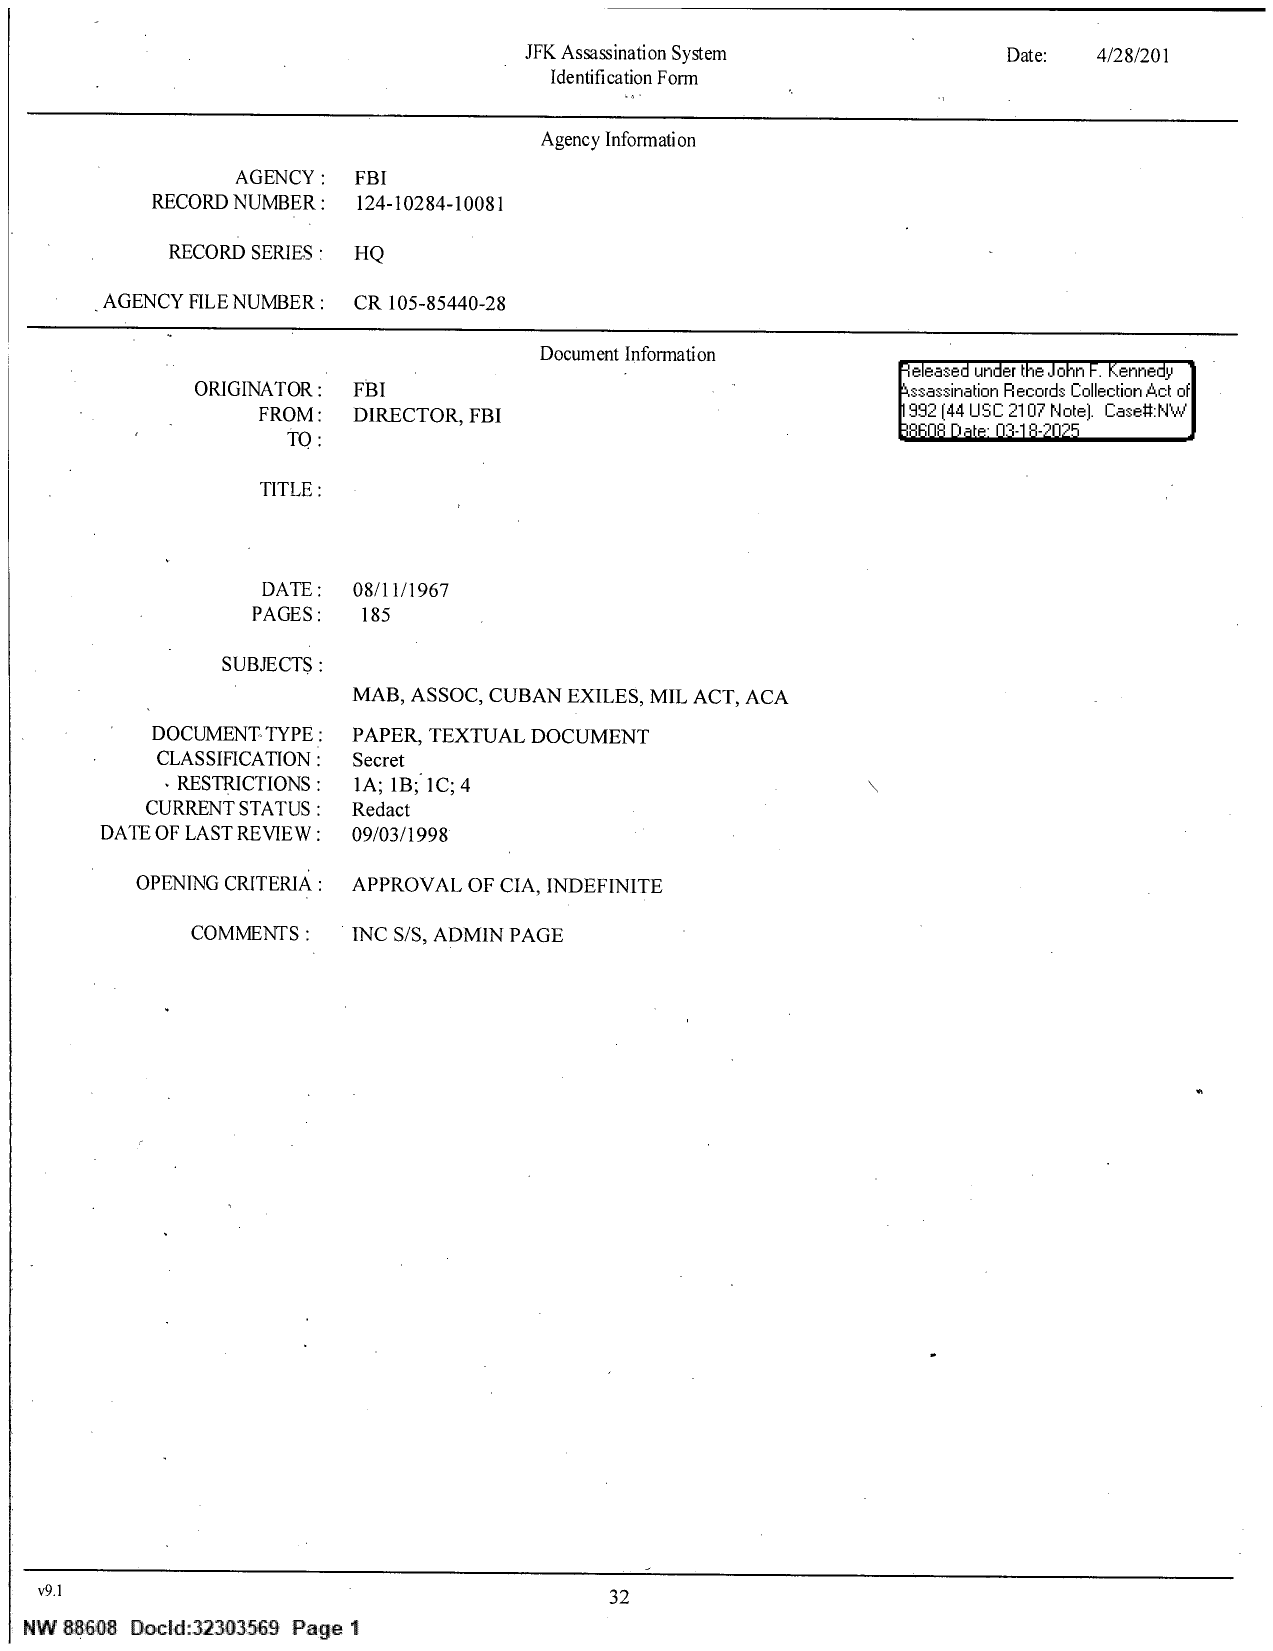 JFK Assassination System
Identification Form
Date: 4/28/201
Agency Information
AGENCY : FBI
RECORD NUMBER : 124-10284-10081
RECORD SERIES : HQ
AGENCY FILE NUMBER : CR 105-85440-28
Document Information
ORIGINATOR : FBI
FROM : DIRECTOR, FBI
TO :
TITLE :
DATE : 08/11/1967
PAGES : 185
SUBJECTS :
MAB, ASSOC, CUBAN EXILES, MIL ACT, ACA
DOCUMENT TYPE : PAPER, TEXTUAL DOCUMENT
CLASSIFICATION : Secret
RESTRICTIONS : 1A; 1B; 1C; 4
CURRENT STATUS : Redact
DATE OF LAST REVIEW : 09/03/1998
OPENING CRITERIA : APPROVAL OF CIA, INDEFINITE
COMMENTS : INC S/S, ADMIN PAGE
Released under the John F. Kennedy
Assassination Records Collection Act of
1992 (44 USC 2107 Note). Case#:NW
88608 Date: 03-18-2025
v9.1
32
NW 88608 DocId:32303569 Page 1